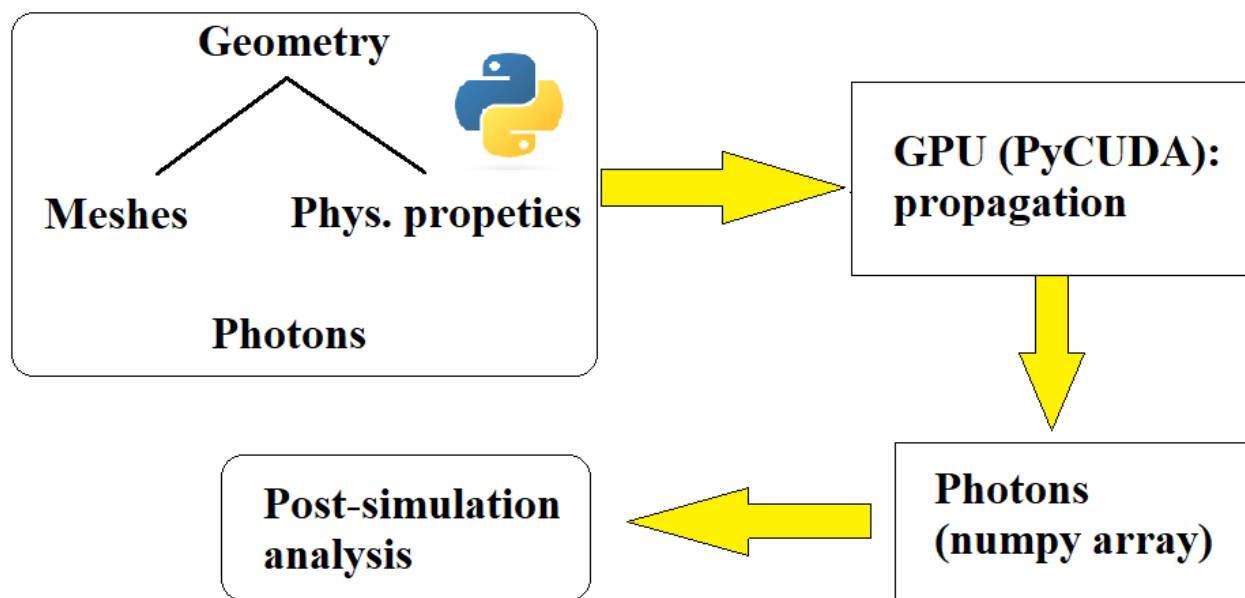 Geometry
Meshes
Phys. propeties
Photons
GPU (PyCUDA):
propagation
Photons
(numpy array)
Post-simulation
analysis